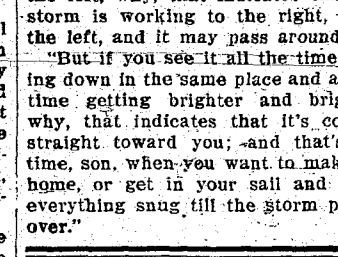 storm is working to the right,
the left, and it may pass around
"But if you see it all the time
ing down in the same place and a
time getting brighter and brig
why, that indicates that it's co
straight toward you; and that's
time, son, when you want to mak
home, or get in your sail and
everything snug till the storm p
over."